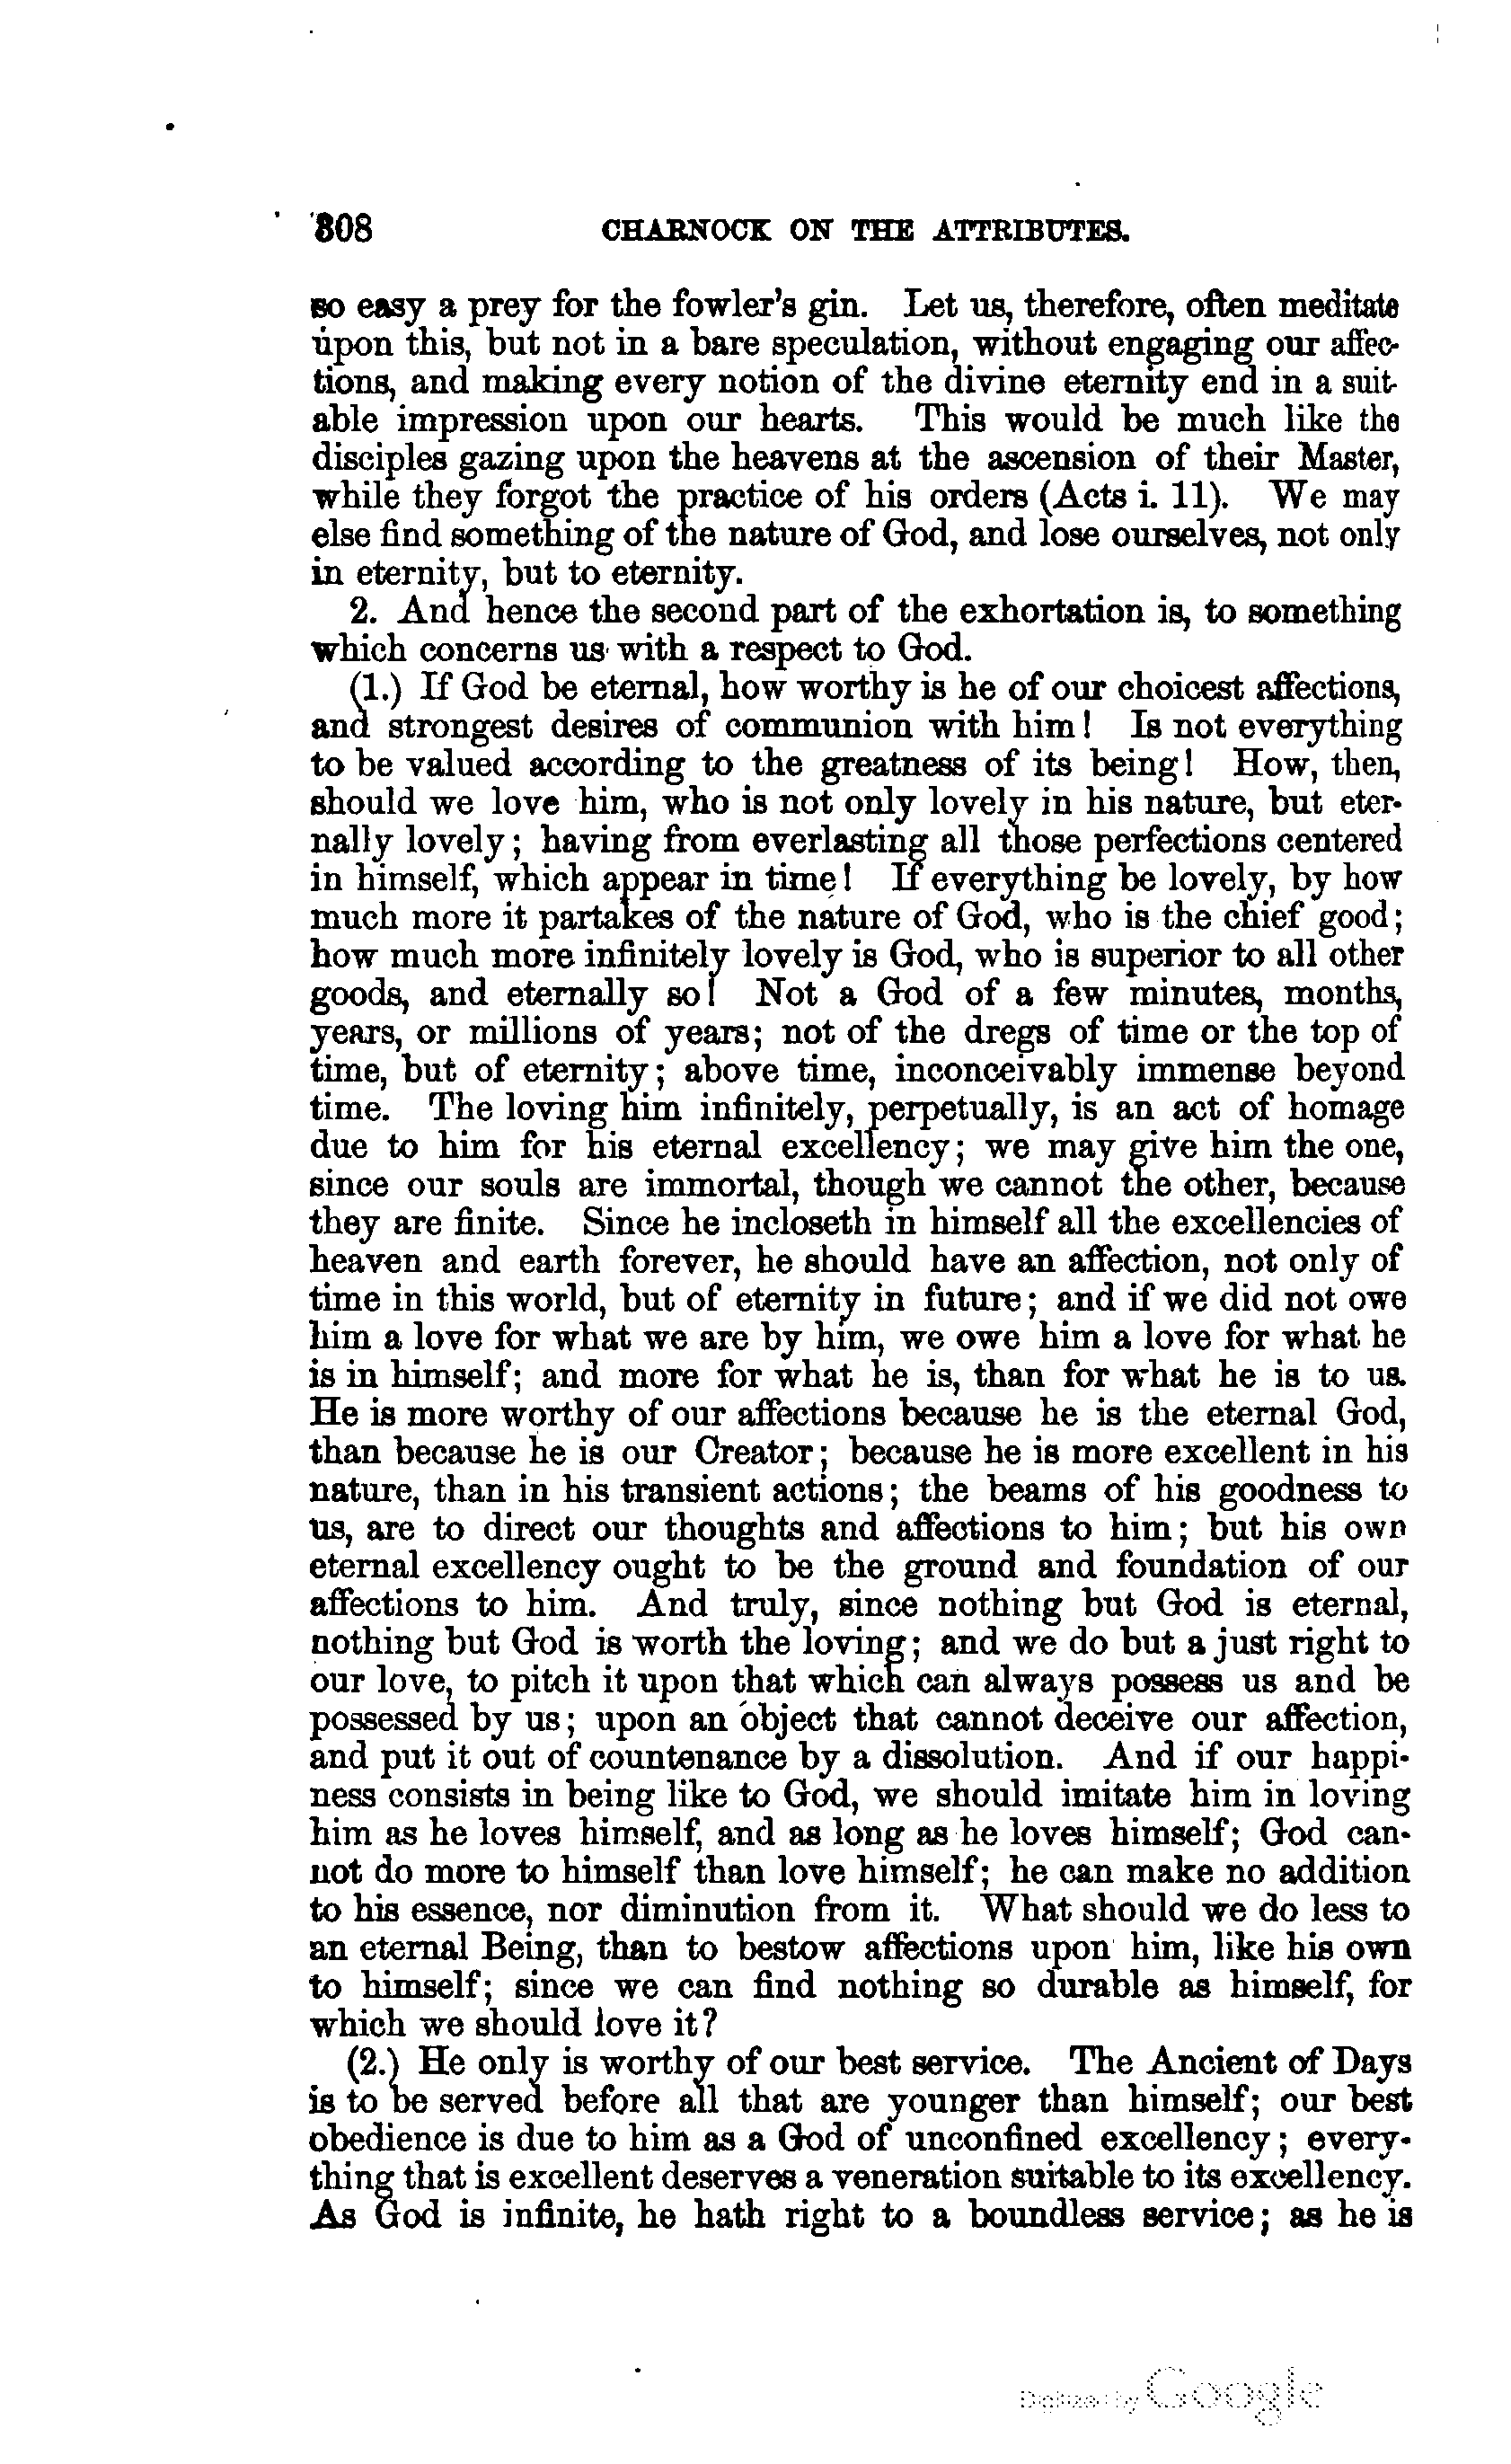 308 CHARNOCK ON THE ATTRIBUTES.
so easy a prey for the fowler's gin. Let us, therefore, often meditate
upon this, but not in a bare speculation, without engaging our affec-
tions, and making every notion of the divine eternity end in a suit-
able impression upon our hearts. This would be much like the
disciples gazing upon the heavens at the ascension of their Master,
while they forgot the practice of his orders (Acts i. 11). We may
else find something of the nature of God, and lose ourselves, not only
in eternity, but to eternity.
2. And hence the second part of the exhortation is, to something
which concerns us with a respect to God.
(1.) If God be eternal, how worthy is he of our choicest affections,
and strongest desires of communion with him! Is not everything
to be valued according to the greatness of its being! How, then,
should we love him, who is not only lovely in his nature, but eter-
nally lovely; having from everlasting all those perfections centered
in himself, which appear in time! If everything be lovely, by how
much more it partakes of the nature of God, who is the chief good;
how much more infinitely lovely is God, who is superior to all other
goods, and eternally so! Not a God of a few minutes, months,
years, or millions of years; not of the dregs of time or the top of
time, but of eternity; above time, inconceivably immense beyond
time. The loving him infinitely, perpetually, is an act of homage
due to him for his eternal excellency; we may give him the one,
since our souls are immortal, though we cannot the other, because
they are finite. Since he incloseth in himself all the excellencies of
heaven and earth forever, he should have an affection, not only of
time in this world, but of eternity in future; and if we did not owe
him a love for what we are by him, we owe him a love for what he
is in himself; and more for what he is, than for what he is to us.
He is more worthy of our affections because he is the eternal God,
than because he is our Creator; because he is more excellent in his
nature, than in his transient actions; the beams of his goodness to
us, are to direct our thoughts and affections to him; but his own
eternal excellency ought to be the ground and foundation of our
affections to him. And truly, since nothing but God is eternal,
nothing but God is worth the loving; and we do but a just right to
our love, to pitch it upon that which can always possess us and be
possessed by us; upon an object that cannot deceive our affection,
and put it out of countenance by a dissolution. And if our happi-
ness consists in being like to God, we should imitate him in loving
him as he loves himself, and as long as he loves himself; God can-
not do more to himself than love himself; he can make no addition
to his essence, nor diminution from it. What should we do less to
an eternal Being, than to bestow affections upon him, like his own
to himself; since we can find nothing so durable as himself, for
which we should love it?
(2.) He only is worthy of our best service. The Ancient of Days
is to be served before all that are younger than himself; our best
obedience is due to him as a God of unconfined excellency; every-
thing that is excellent deserves a veneration suitable to its excellency.
As God is infinite, he hath right to a boundless service; as he is
Digitized by Google